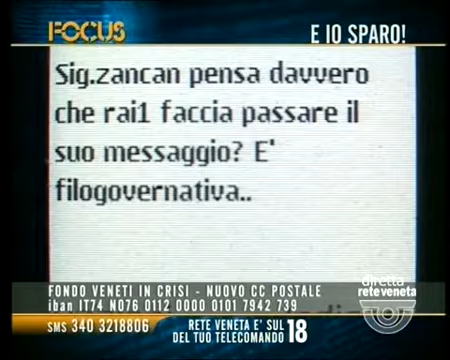 FOCUS
E IO SPARO!
Sig.zancan pensa davvero
che rai1 faccia passare il
suo messaggio? E'
filogovernativa..
diretta
reteveneta
FONDO VENETI IN CRISI - NUOVO CC POSTALE
iban IT74 N076 0112 0000 0101 7942 739
SMS 340 3218806
RETE VENETA E' SUL
DEL TUO TELECOMANDO 18